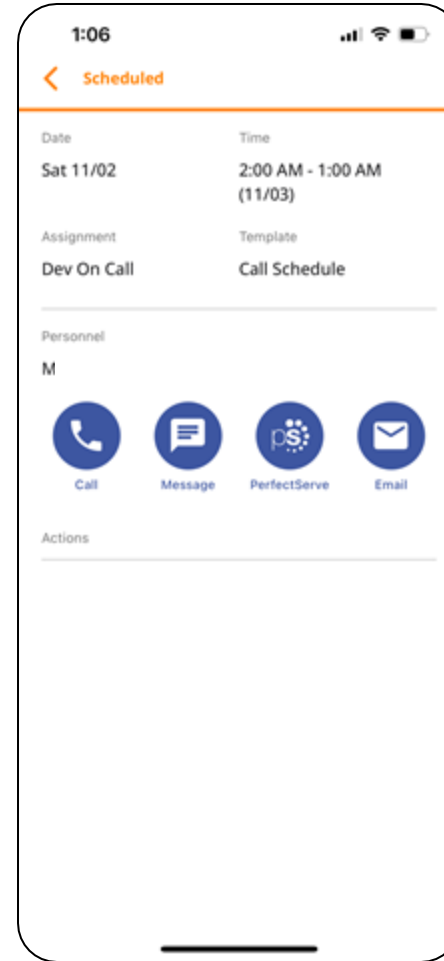 1:06
Scheduled
Date
Time
Sat 11/02
2:00 AM - 1:00 AM
(11/03)
Assignment
Template
Dev On Call
Call Schedule
Personnel
M
ps
Call
Message
PerfectServe
Email
Actions